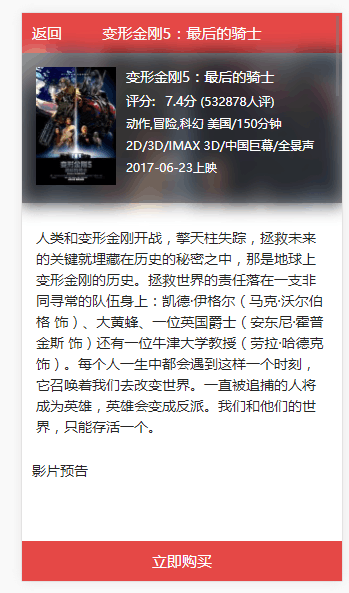 返回 变形金刚5：最后的骑士
变形金刚5：最后的骑士
评分: 7.4分 (532878人评)
动作,冒险,科幻 美国/150分钟
2D/3D/IMAX 3D/中国巨幕/全景声
2017-06-23上映
变形金刚5
人类和变形金刚开战，擎天柱失踪，拯救未来
的关键就埋藏在历史的秘密之中，那是地球上
变形金刚的历史。拯救世界的责任落在一支非
同寻常的队伍身上：凯德·伊格尔（马克·沃尔伯
格 饰）、大黄蜂、一位英国爵士（安东尼·霍普
金斯 饰）还有一位牛津大学教授（劳拉·哈德克
饰）。每个人一生中都会遇到这样一个时刻，
它召唤着我们去改变世界。一直被追捕的人将
成为英雄，英雄会变成反派。我们和他们的世
界，只能存活一个。
影片预告
立即购买